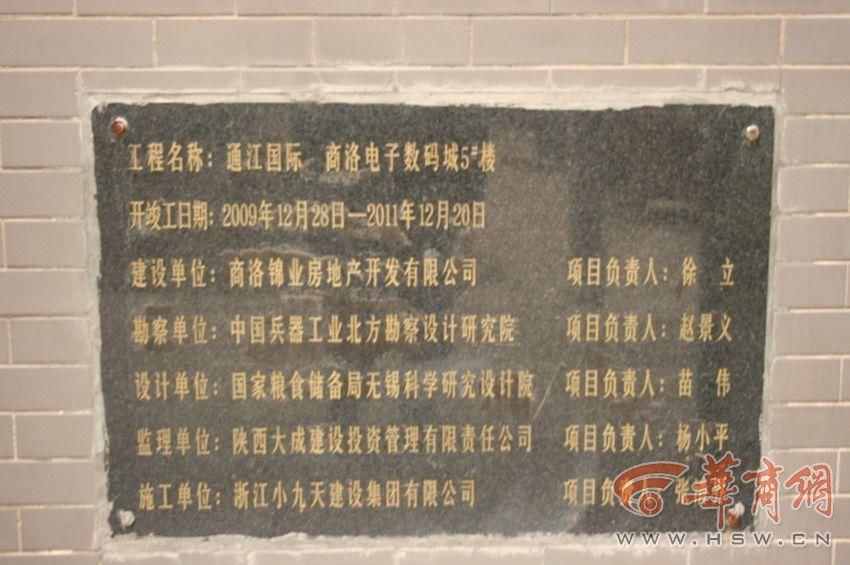 工程名称：通江国际　商洛电子数码城5#楼
开竣工日期：2009年12月28日—2011年12月20日
建设单位：商洛锦业房地产开发有限公司　项目负责人：徐　立
勘察单位：中国兵器工业北方勘察设计研究院　项目负责人：赵景义
设计单位：国家粮食储备局无锡科学研究设计院　项目负责人：苗　伟
监理单位：陕西大成建设投资管理有限责任公司　项目负责人：杨小平
施工单位：浙江小九天建设集团有限公司　项目负责人：张
華商網
WWW.HSW.CN